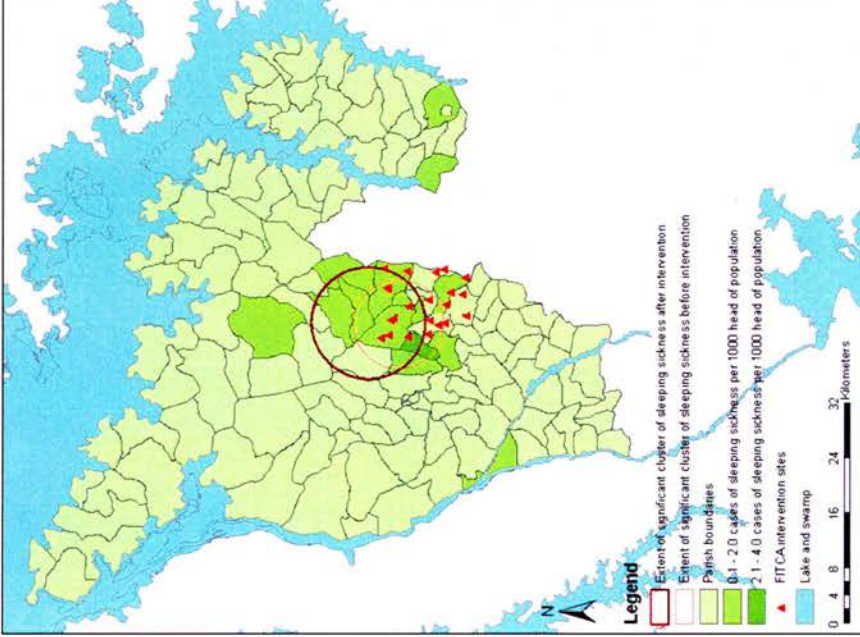 N
Legend
Extent of significant cluster of sleeping sickness after intervention
Extent of significant cluster of sleeping sickness before intervention
Parish boundaries
0.1 - 2.0 cases of sleeping sickness per 1000 head of population
2.1 - 4.0 cases of sleeping sickness per 1000 head of population
FITCA intervention sites
Lake and swamp
0 4 8 16 24 32
Kilometers